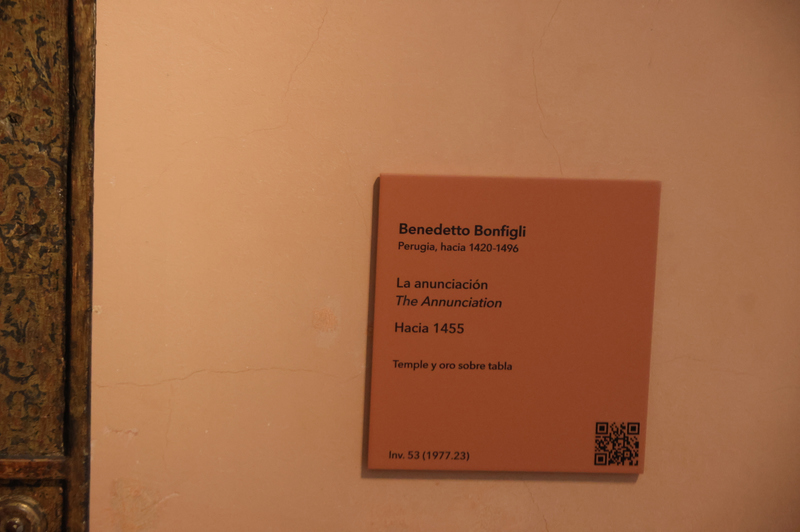 Benedetto Bonfigli
Perugia, hacia 1420-1496
La anunciación
The Annunciation
Hacia 1455
Temple y oro sobre tabla
Inv. 53 (1977.23)